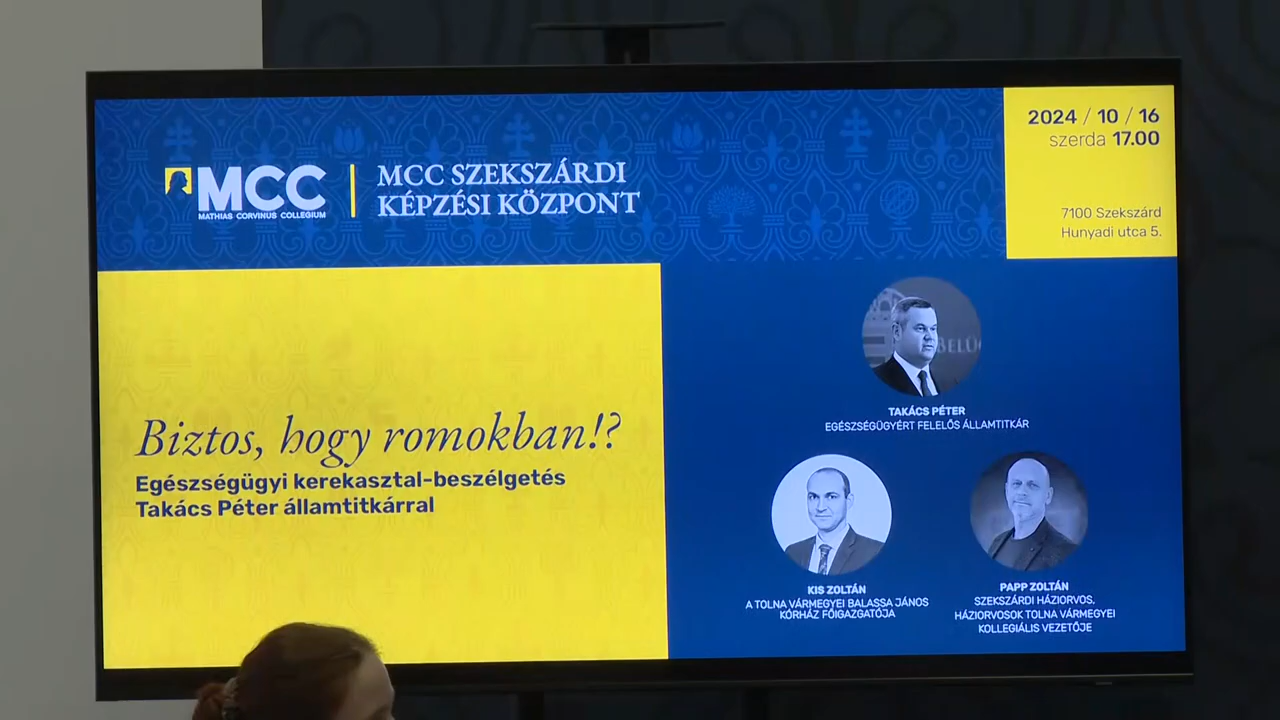 MCC
MATHIAS CORVINUS COLLEGIUM
MCC SZEKSZÁRDI
KÉPZÉSI KÖZPONT
2024 / 10 / 16
szerda 17.00
7100 Szekszárd
Hunyadi utca 5.
Biztos, hogy romokban!?
Egészségügyi kerekasztal-beszélgetés
Takács Péter államtitkárral
BELÜ
TAKÁCS PÉTER
EGÉSZSÉGÜGYÉRT FELELŐS ÁLLAMTITKÁR
KIS ZOLTÁN
A TOLNA VÁRMEGYEI BALASSA JÁNOS
KÓRHÁZ FŐIGAZGATÓJA
PAPP ZOLTÁN
SZEKSZÁRDI HÁZIORVOS,
HÁZIORVOSOK TOLNA VÁRMEGYEI
KOLLEGIÁLIS VEZETŐJE